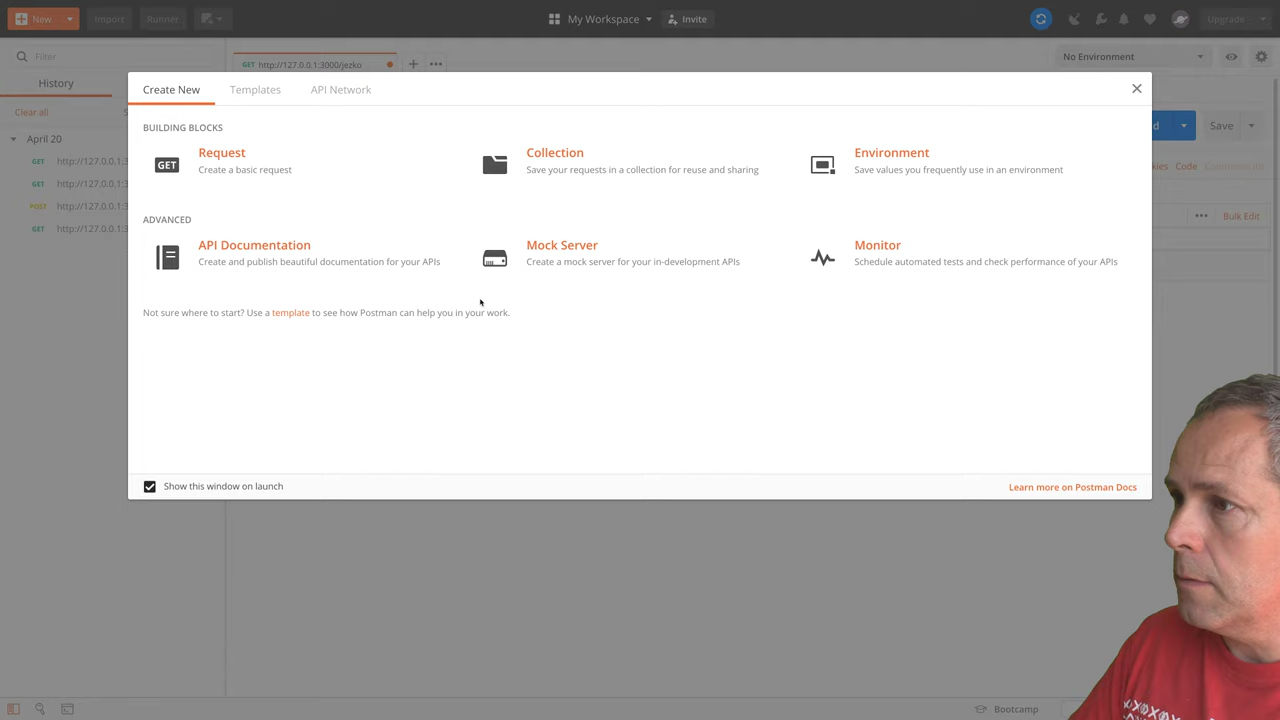 New
Import
Runner
My Workspace
Invite
Upgrade
Filter
GET http://127.0.0.1:3000/jezko
No Environment
History
Clear all
Save
April 20
GET http://127.0.0.1:3
GET http://127.0.0.1:3
POST http://127.0.0.1:3
GET http://127.0.0.1:3
Code
Bulk Edit
Create New
Templates
API Network
BUILDING BLOCKS
GET
Request
Create a basic request
Collection
Save your requests in a collection for reuse and sharing
Environment
Save values you frequently use in an environment
ADVANCED
API Documentation
Create and publish beautiful documentation for your APIs
Mock Server
Create a mock server for your in-development APIs
Monitor
Schedule automated tests and check performance of your APIs
Not sure where to start? Use a template to see how Postman can help you in your work.
Show this window on launch
Learn more on Postman Docs
Bootcamp